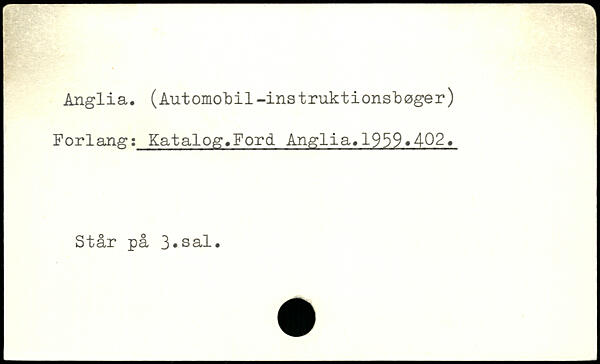 Anglia. (Automobil-instruktionsbøger)
Forlang: Katalog.Ford Anglia.1959.402.
Står på 3.sal.